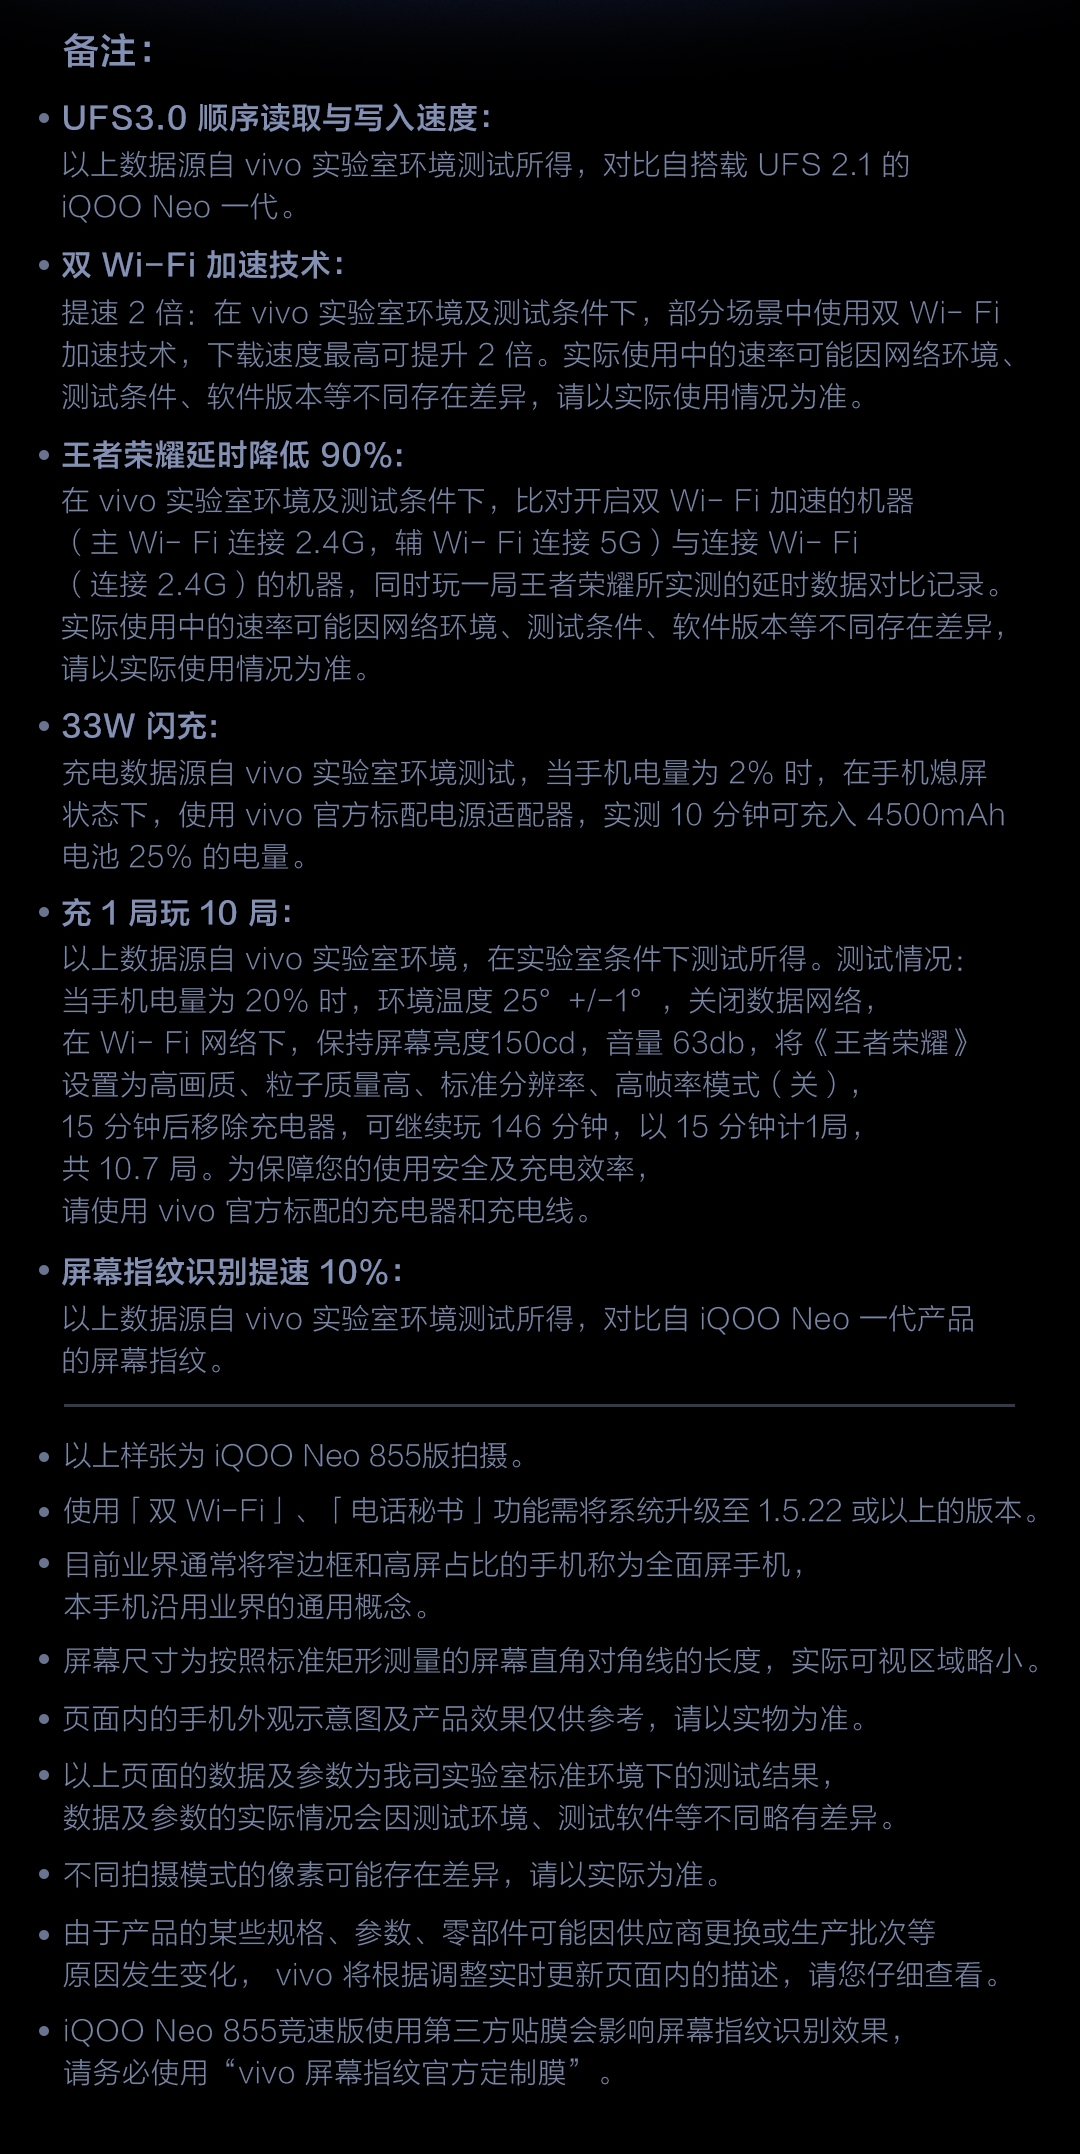 备注：
• UFS3.0 顺序读取与写入速度：
以上数据源自 vivo 实验室环境测试所得，对比自搭载 UFS 2.1 的
iQOO Neo 一代。
• 双 Wi-Fi 加速技术：
提速 2 倍：在 vivo 实验室环境及测试条件下，部分场景中使用双 Wi- Fi
加速技术，下载速度最高可提升 2 倍。实际使用中的速率可能因网络环境、
测试条件、软件版本等不同存在差异，请以实际使用情况为准。
• 王者荣耀延时降低 90%:
在 vivo 实验室环境及测试条件下，比对开启双 Wi- Fi 加速的机器
（主 Wi- Fi 连接 2.4G，辅 Wi- Fi 连接 5G）与连接 Wi- Fi
（连接 2.4G）的机器，同时玩一局王者荣耀所实测的延时数据对比记录。
实际使用中的速率可能因网络环境、测试条件、软件版本等不同存在差异，
请以实际使用情况为准。
• 33W 闪充:
充电数据源自 vivo 实验室环境测试，当手机电量为 2% 时，在手机熄屏
状态下，使用 vivo 官方标配电源适配器，实测 10 分钟可充入 4500mAh
电池 25% 的电量。
• 充 1 局玩 10 局：
以上数据源自 vivo 实验室环境，在实验室条件下测试所得。测试情况：
当手机电量为 20% 时，环境温度 25° +/-1° ，关闭数据网络，
在 Wi- Fi 网络下，保持屏幕亮度150cd，音量 63db，将《王者荣耀》
设置为高画质、粒子质量高、标准分辨率、高帧率模式（关），
15 分钟后移除充电器，可继续玩 146 分钟，以 15 分钟计1局，
共 10.7 局。为保障您的使用安全及充电效率，
请使用 vivo 官方标配的充电器和充电线。
• 屏幕指纹识别提速 10%：
以上数据源自 vivo 实验室环境测试所得，对比自 iQOO Neo 一代产品
的屏幕指纹。
• 以上样张为 iQOO Neo 855版拍摄。
• 使用「双 Wi-Fi」、「电话秘书」功能需将系统升级至 1.5.22 或以上的版本。
• 目前业界通常将窄边框和高屏占比的手机称为全面屏手机，
本手机沿用业界的通用概念。
• 屏幕尺寸为按照标准矩形测量的屏幕直角对角线的长度，实际可视区域略小。
• 页面内的手机外观示意图及产品效果仅供参考，请以实物为准。
• 以上页面的数据及参数为我司实验室标准环境下的测试结果，
数据及参数的实际情况会因测试环境、测试软件等不同略有差异。
• 不同拍摄模式的像素可能存在差异，请以实际为准。
• 由于产品的某些规格、参数、零部件可能因供应商更换或生产批次等
原因发生变化， vivo 将根据调整实时更新页面内的描述，请您仔细查看。
• iQOO Neo 855竞速版使用第三方贴膜会影响屏幕指纹识别效果，
请务必使用“vivo 屏幕指纹官方定制膜”。